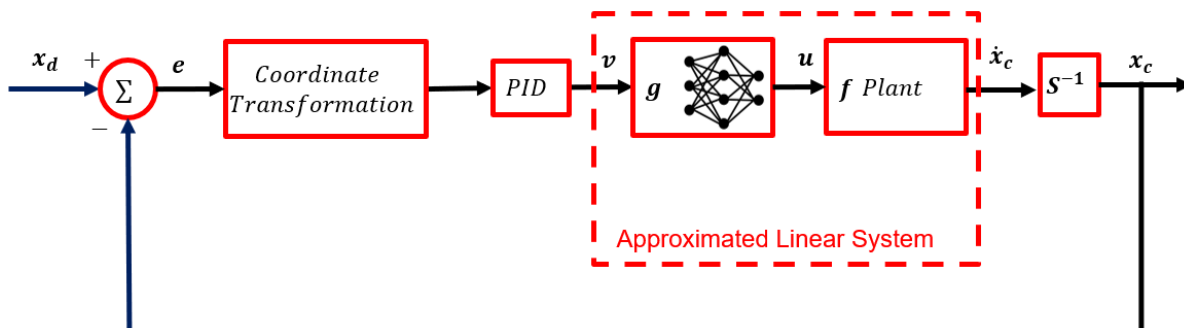 x_d
+
−
Σ
e
Coordinate
Transformation
PID
v
g
u
f Plant
ẋ_c
S⁻¹
x_c
Approximated Linear System